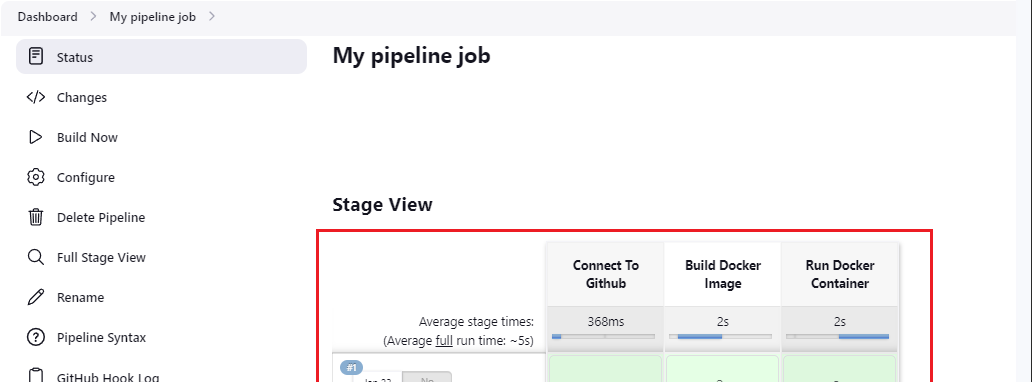 Dashboard > My pipeline job >
Status
Changes
Build Now
Configure
Delete Pipeline
Full Stage View
Rename
Pipeline Syntax
GitHub Hook Log
My pipeline job
Stage View
Connect To
Github
Build Docker
Image
Run Docker
Container
Average stage times:
368ms
2s
2s
(Average full run time: ~5s)
#1
Jan 23
No